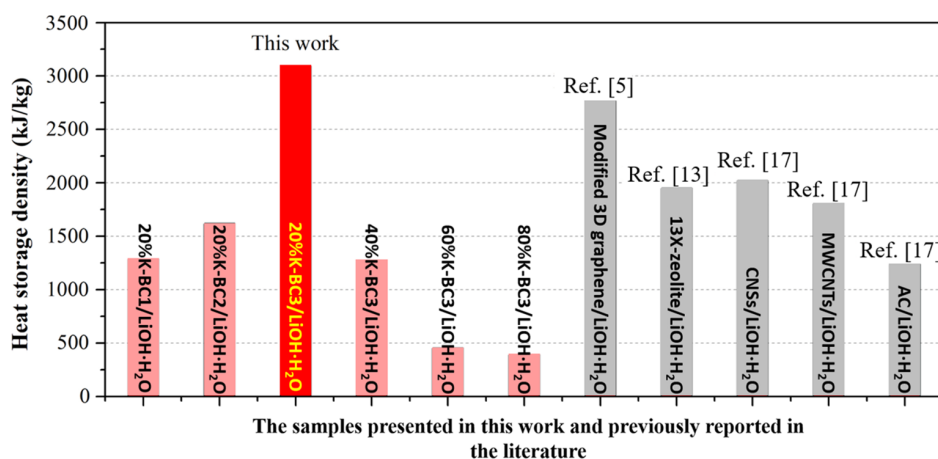 This work
Ref. [5]
Ref. [13]
Ref. [17]
Ref. [17]
Ref. [17]
Heat storage density (kJ/kg)
3500
3000
2500
2000
1500
1000
500
0
20%K-BC1/LiOH·H₂O
20%K-BC2/LiOH·H₂O
20%K-BC3/LiOH·H₂O
40%K-BC3/LiOH·H₂O
60%K-BC3/LiOH·H₂O
80%K-BC3/LiOH·H₂O
Modified 3D graphene/LiOH·H₂O
13X-zeolite/LiOH·H₂O
CNSs/LiOH·H₂O
MWCNTs/LiOH·H₂O
AC/LiOH·H₂O
The samples presented in this work and previously reported in
the literature